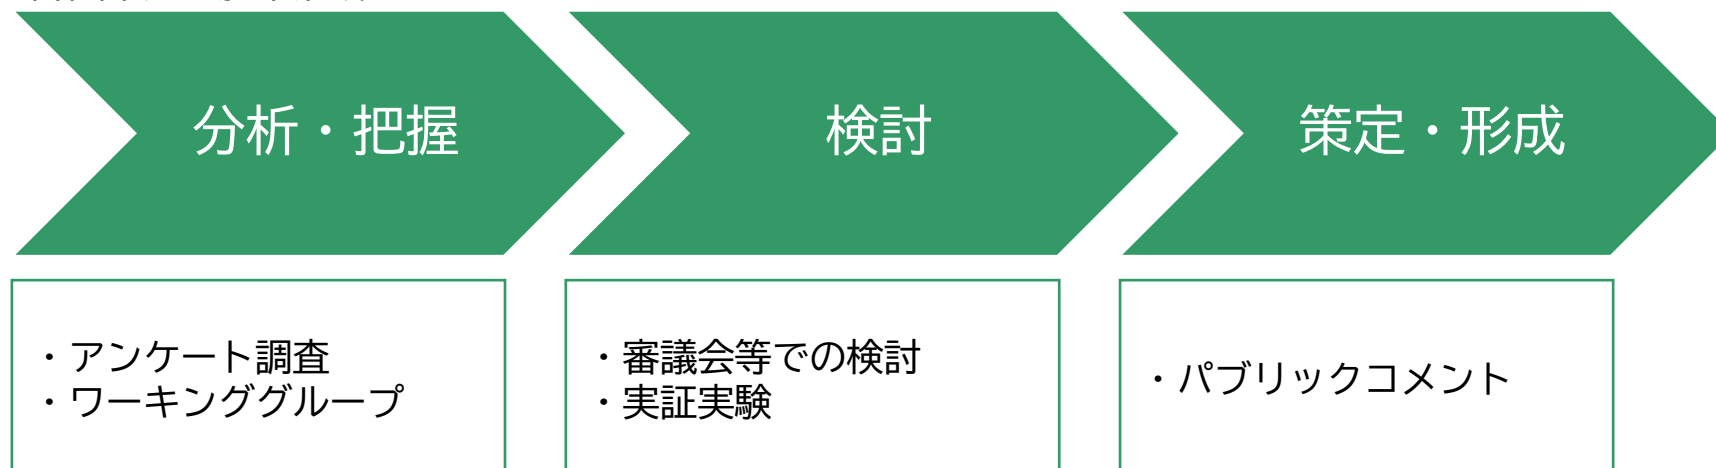 分析・把握
検討
策定・形成
・アンケート調査
・ワーキンググループ
・審議会等での検討
・実証実験
・パブリックコメント